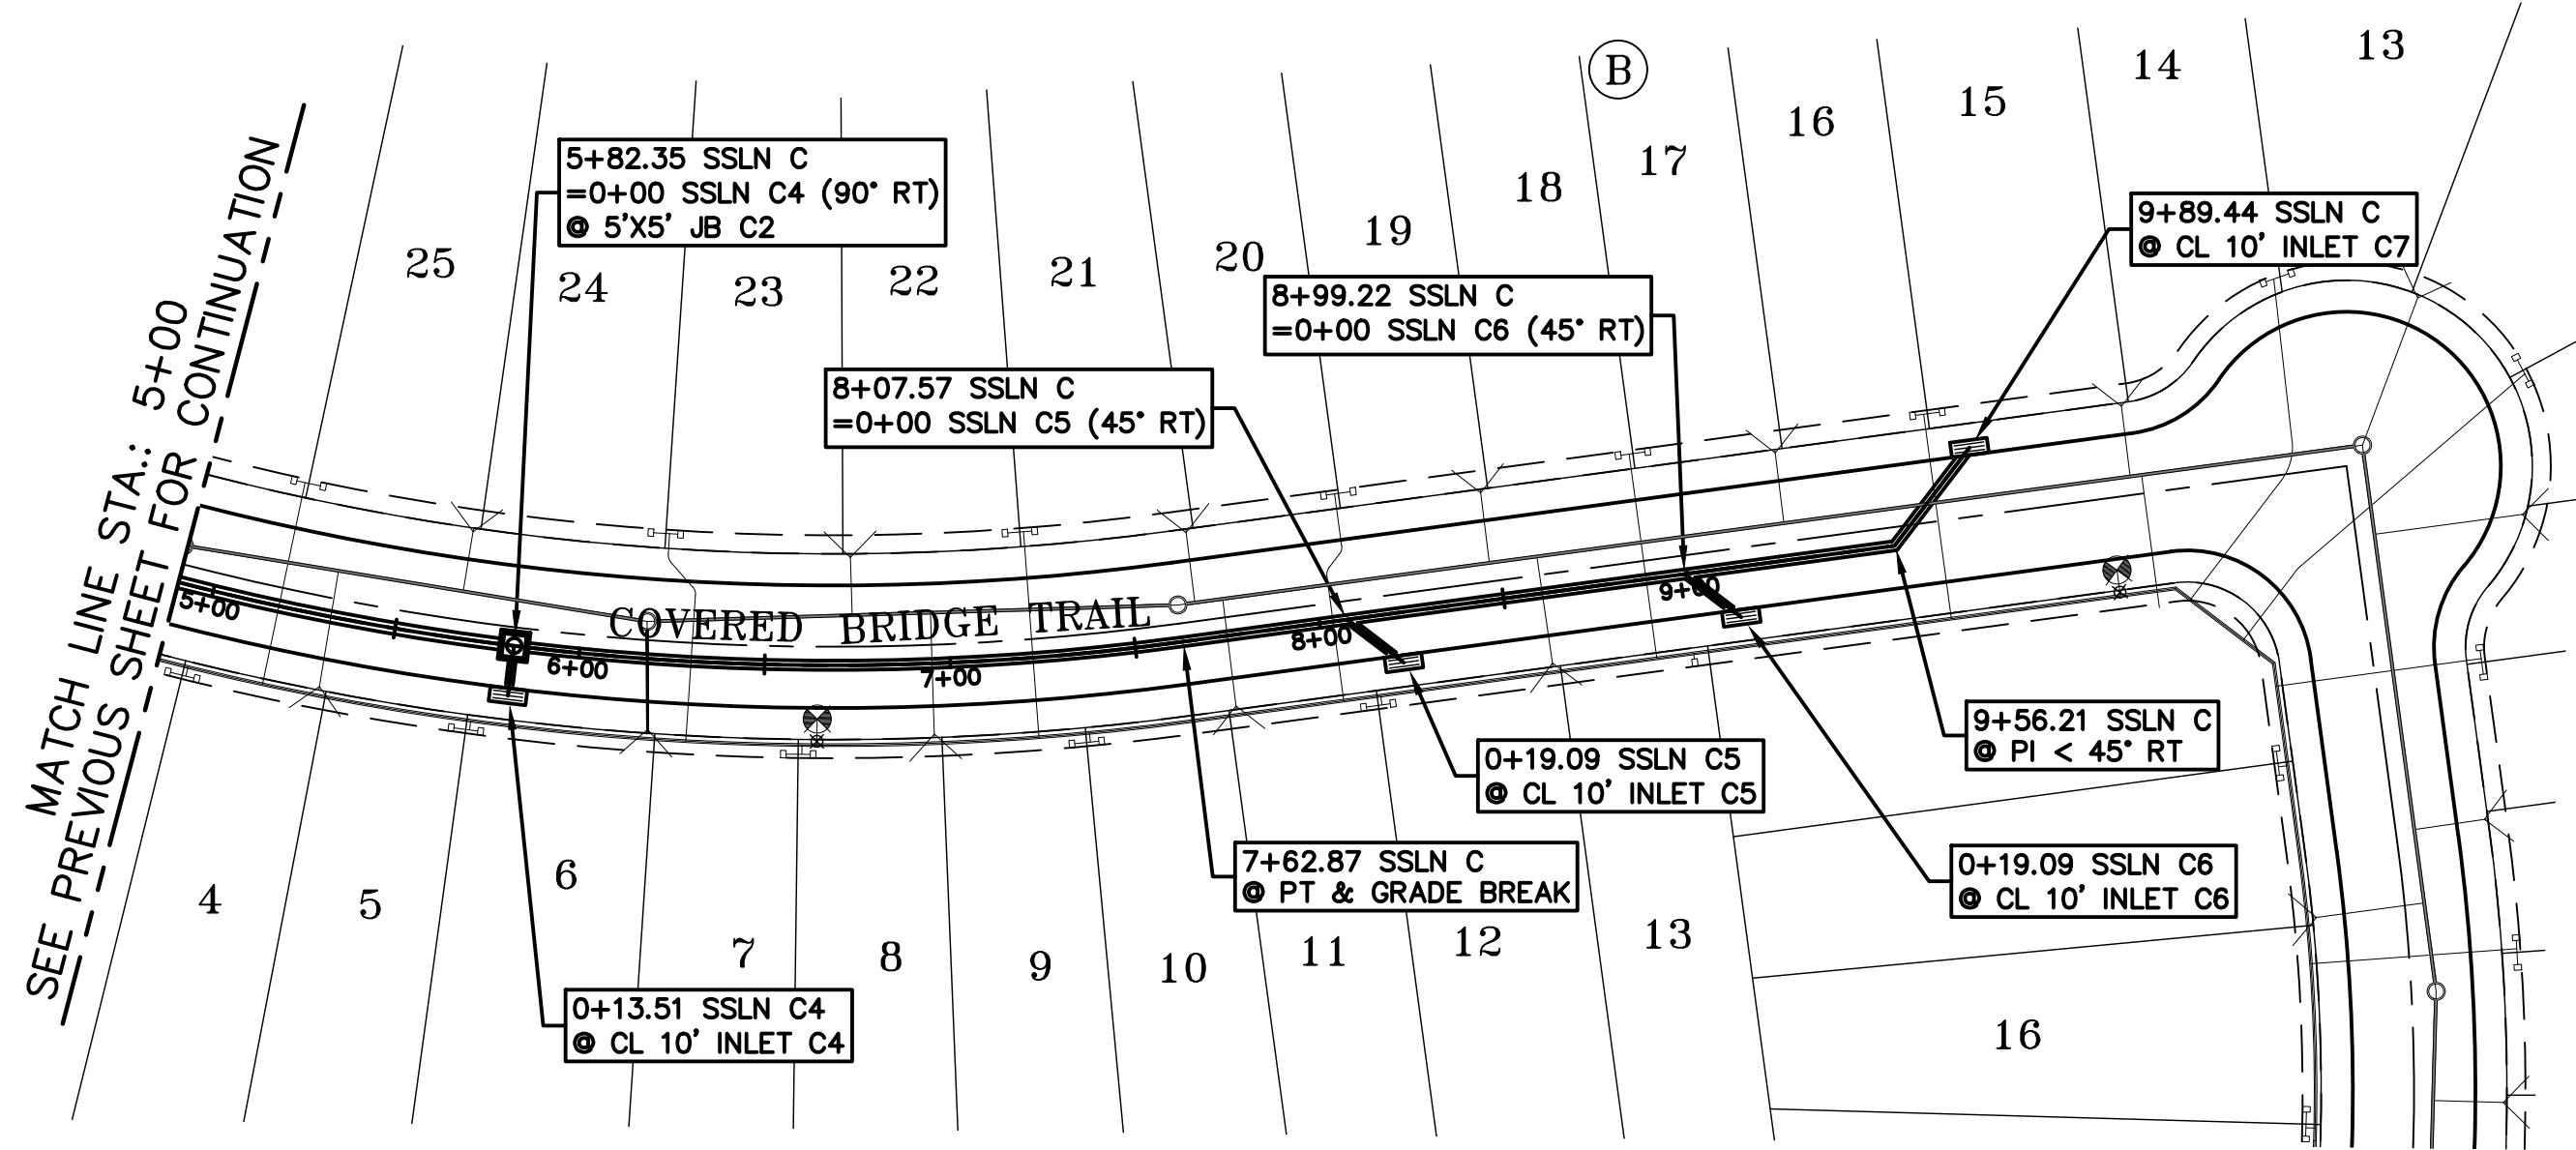 MATCH LINE STA.: 5+00
SEE PREVIOUS SHEET FOR CONTINUATION
B
25
24
23
22
21
20
19
18
17
16
15
14
13
5+82.35 SSLN C
=0+00 SSLN C4 (90° RT)
@ 5'X5' JB C2
8+07.57 SSLN C
=0+00 SSLN C5 (45° RT)
8+99.22 SSLN C
=0+00 SSLN C6 (45° RT)
9+89.44 SSLN C
@ CL 10' INLET C7
5+00
6+00
7+00
8+00
9+00
COVERED BRIDGE TRAIL
9+56.21 SSLN C
@ PI < 45° RT
0+19.09 SSLN C5
@ CL 10' INLET C5
7+62.87 SSLN C
@ PT & GRADE BREAK
0+19.09 SSLN C6
@ CL 10' INLET C6
0+13.51 SSLN C4
@ CL 10' INLET C4
4
5
6
7
8
9
10
11
12
13
16